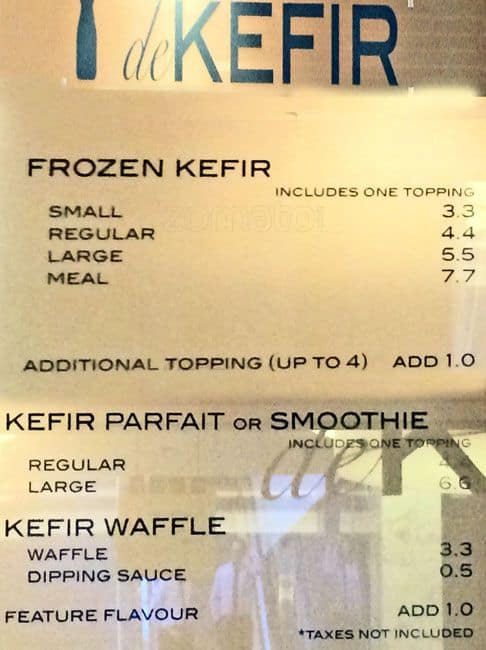 deKEFIR
FROZEN KEFIR
INCLUDES ONE TOPPING
SMALL 3.3
REGULAR 4.4
LARGE 5.5
MEAL 7.7
ADDITIONAL TOPPING (UP TO 4) ADD 1.0
KEFIR PARFAIT OR SMOOTHIE
INCLUDES ONE TOPPING
REGULAR
LARGE 6.6
KEFIR WAFFLE
WAFFLE 3.3
DIPPING SAUCE 0.5
FEATURE FLAVOUR ADD 1.0
*TAXES NOT INCLUDED